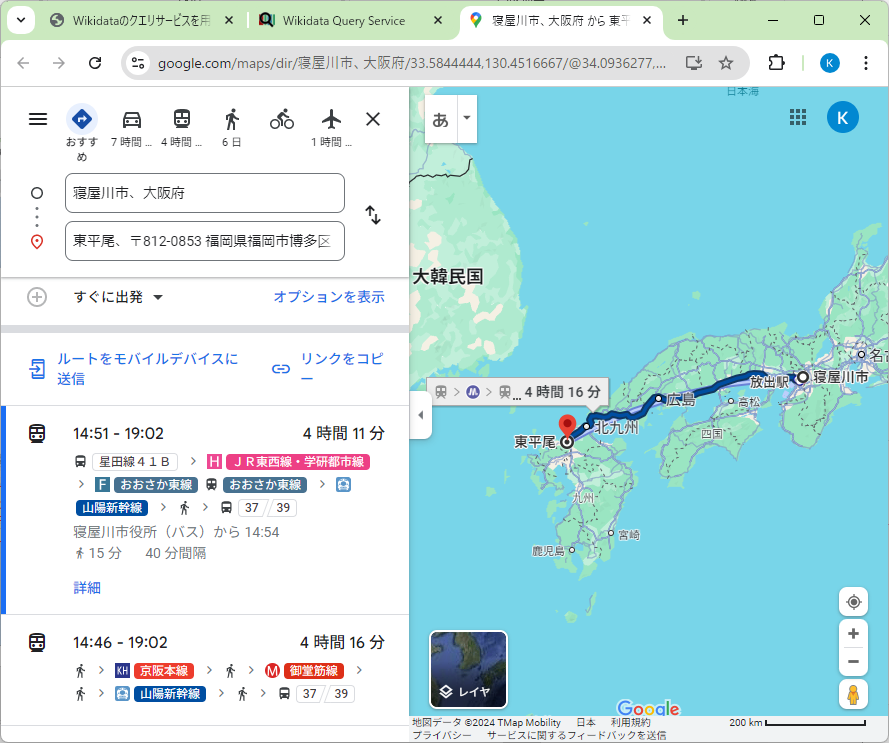 Wikidataのクエリサービスを用
Wikidata Query Service
寝屋川市、大阪府 から 東平
google.com/maps/dir/寝屋川市、大阪府/33.5844444,130.4516667/@34.0936277,...
K
おすすめ
7 時間 ...
4 時間 ...
6 日
1 時間 ...
寝屋川市、大阪府
東平尾、〒812-0853 福岡県福岡市博多区
すぐに出発
オプションを表示
ルートをモバイルデバイスに
送信
リンクをコピ
ー
14:51 - 19:02
4 時間 11 分
星田線４１Ｂ
H ＪＲ東西線・学研都市線
F おおさか東線
おおさか東線
山陽新幹線
37
39
寝屋川市役所（バス）から 14:54
15 分
40 分間隔
詳細
14:46 - 19:02
4 時間 16 分
KH 京阪本線
M 御堂筋線
山陽新幹線
37
39
あ
K
日本海
大韓民国
名古
放出駅
寝屋川市
4 時間 16 分
広島
高松
北九州
東平尾
四国
九州
宮崎
鹿児島
レイヤ
Google
地図データ ©2024 TMap Mobility
日本
利用規約
200 km
プライバシー
サービスに関するフィードバックを送信